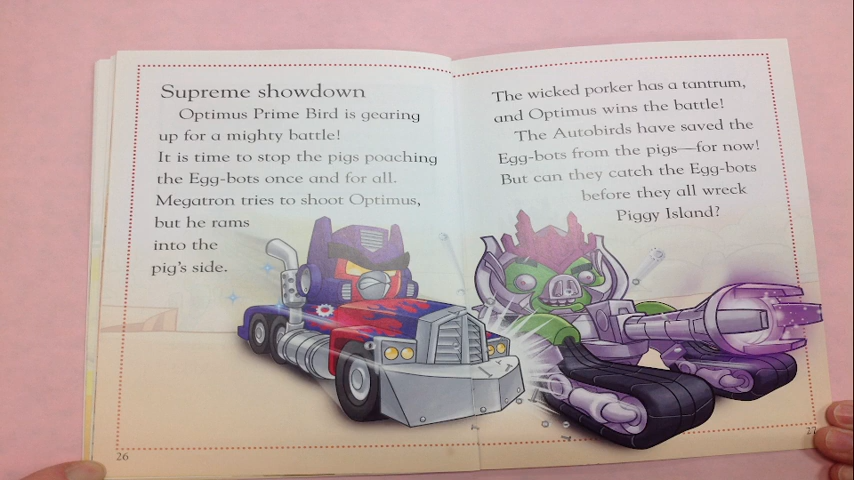 Supreme showdown
Optimus Prime Bird is gearing
up for a mighty battle!
It is time to stop the pigs poaching
the Egg-bots once and for all.
Megatron tries to shoot Optimus,
but he rams
into the
pig's side.
26
The wicked porker has a tantrum,
and Optimus wins the battle!
The Autobirds have saved the
Egg-bots from the pigs—for now!
But can they catch the Egg-bots
before they all wreck
Piggy Island?
27